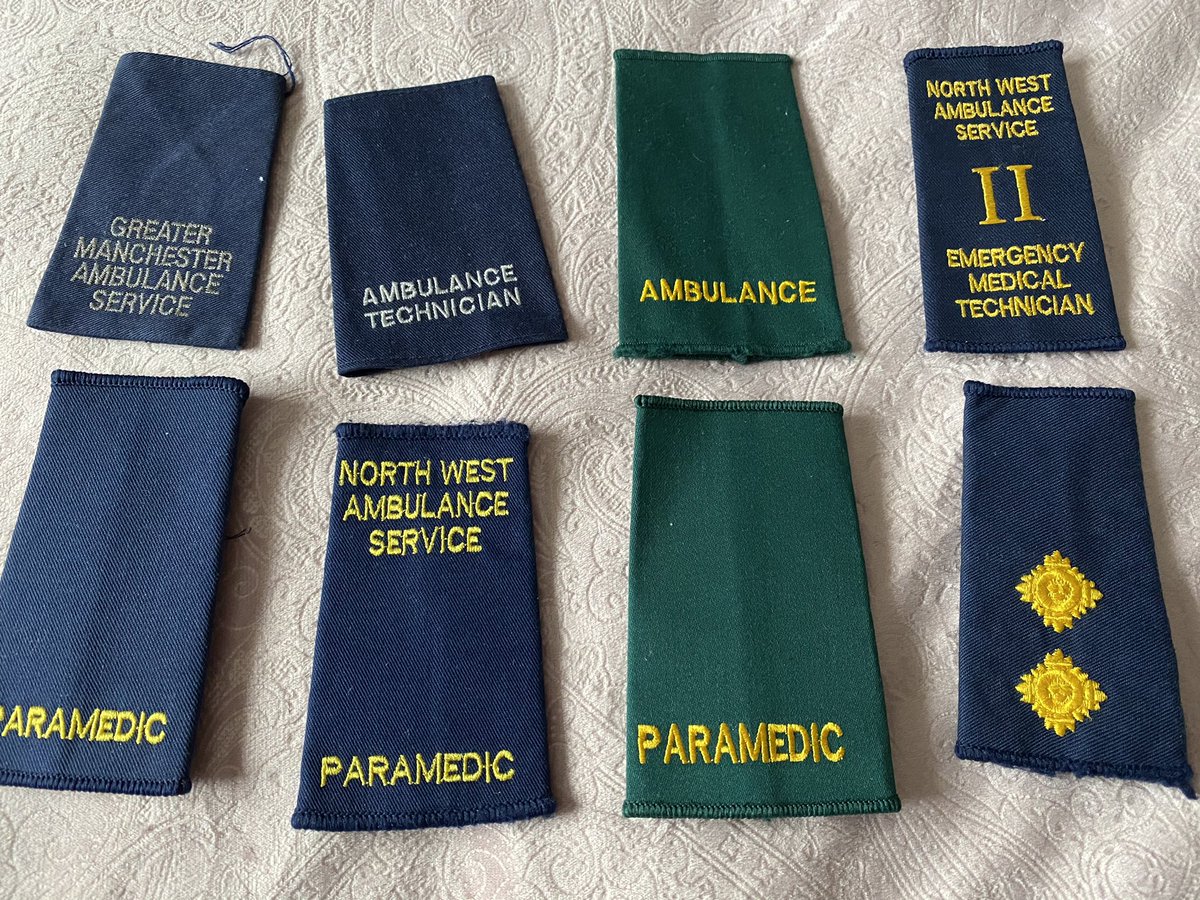 GREATER
MANCHESTER
AMBULANCE
SERVICE
AMBULANCE
TECHNICIAN
AMBULANCE
NORTH WEST
AMBULANCE
SERVICE
II
EMERGENCY
MEDICAL
TECHNICIAN
PARAMEDIC
NORTH WEST
AMBULANCE
SERVICE
PARAMEDIC
PARAMEDIC